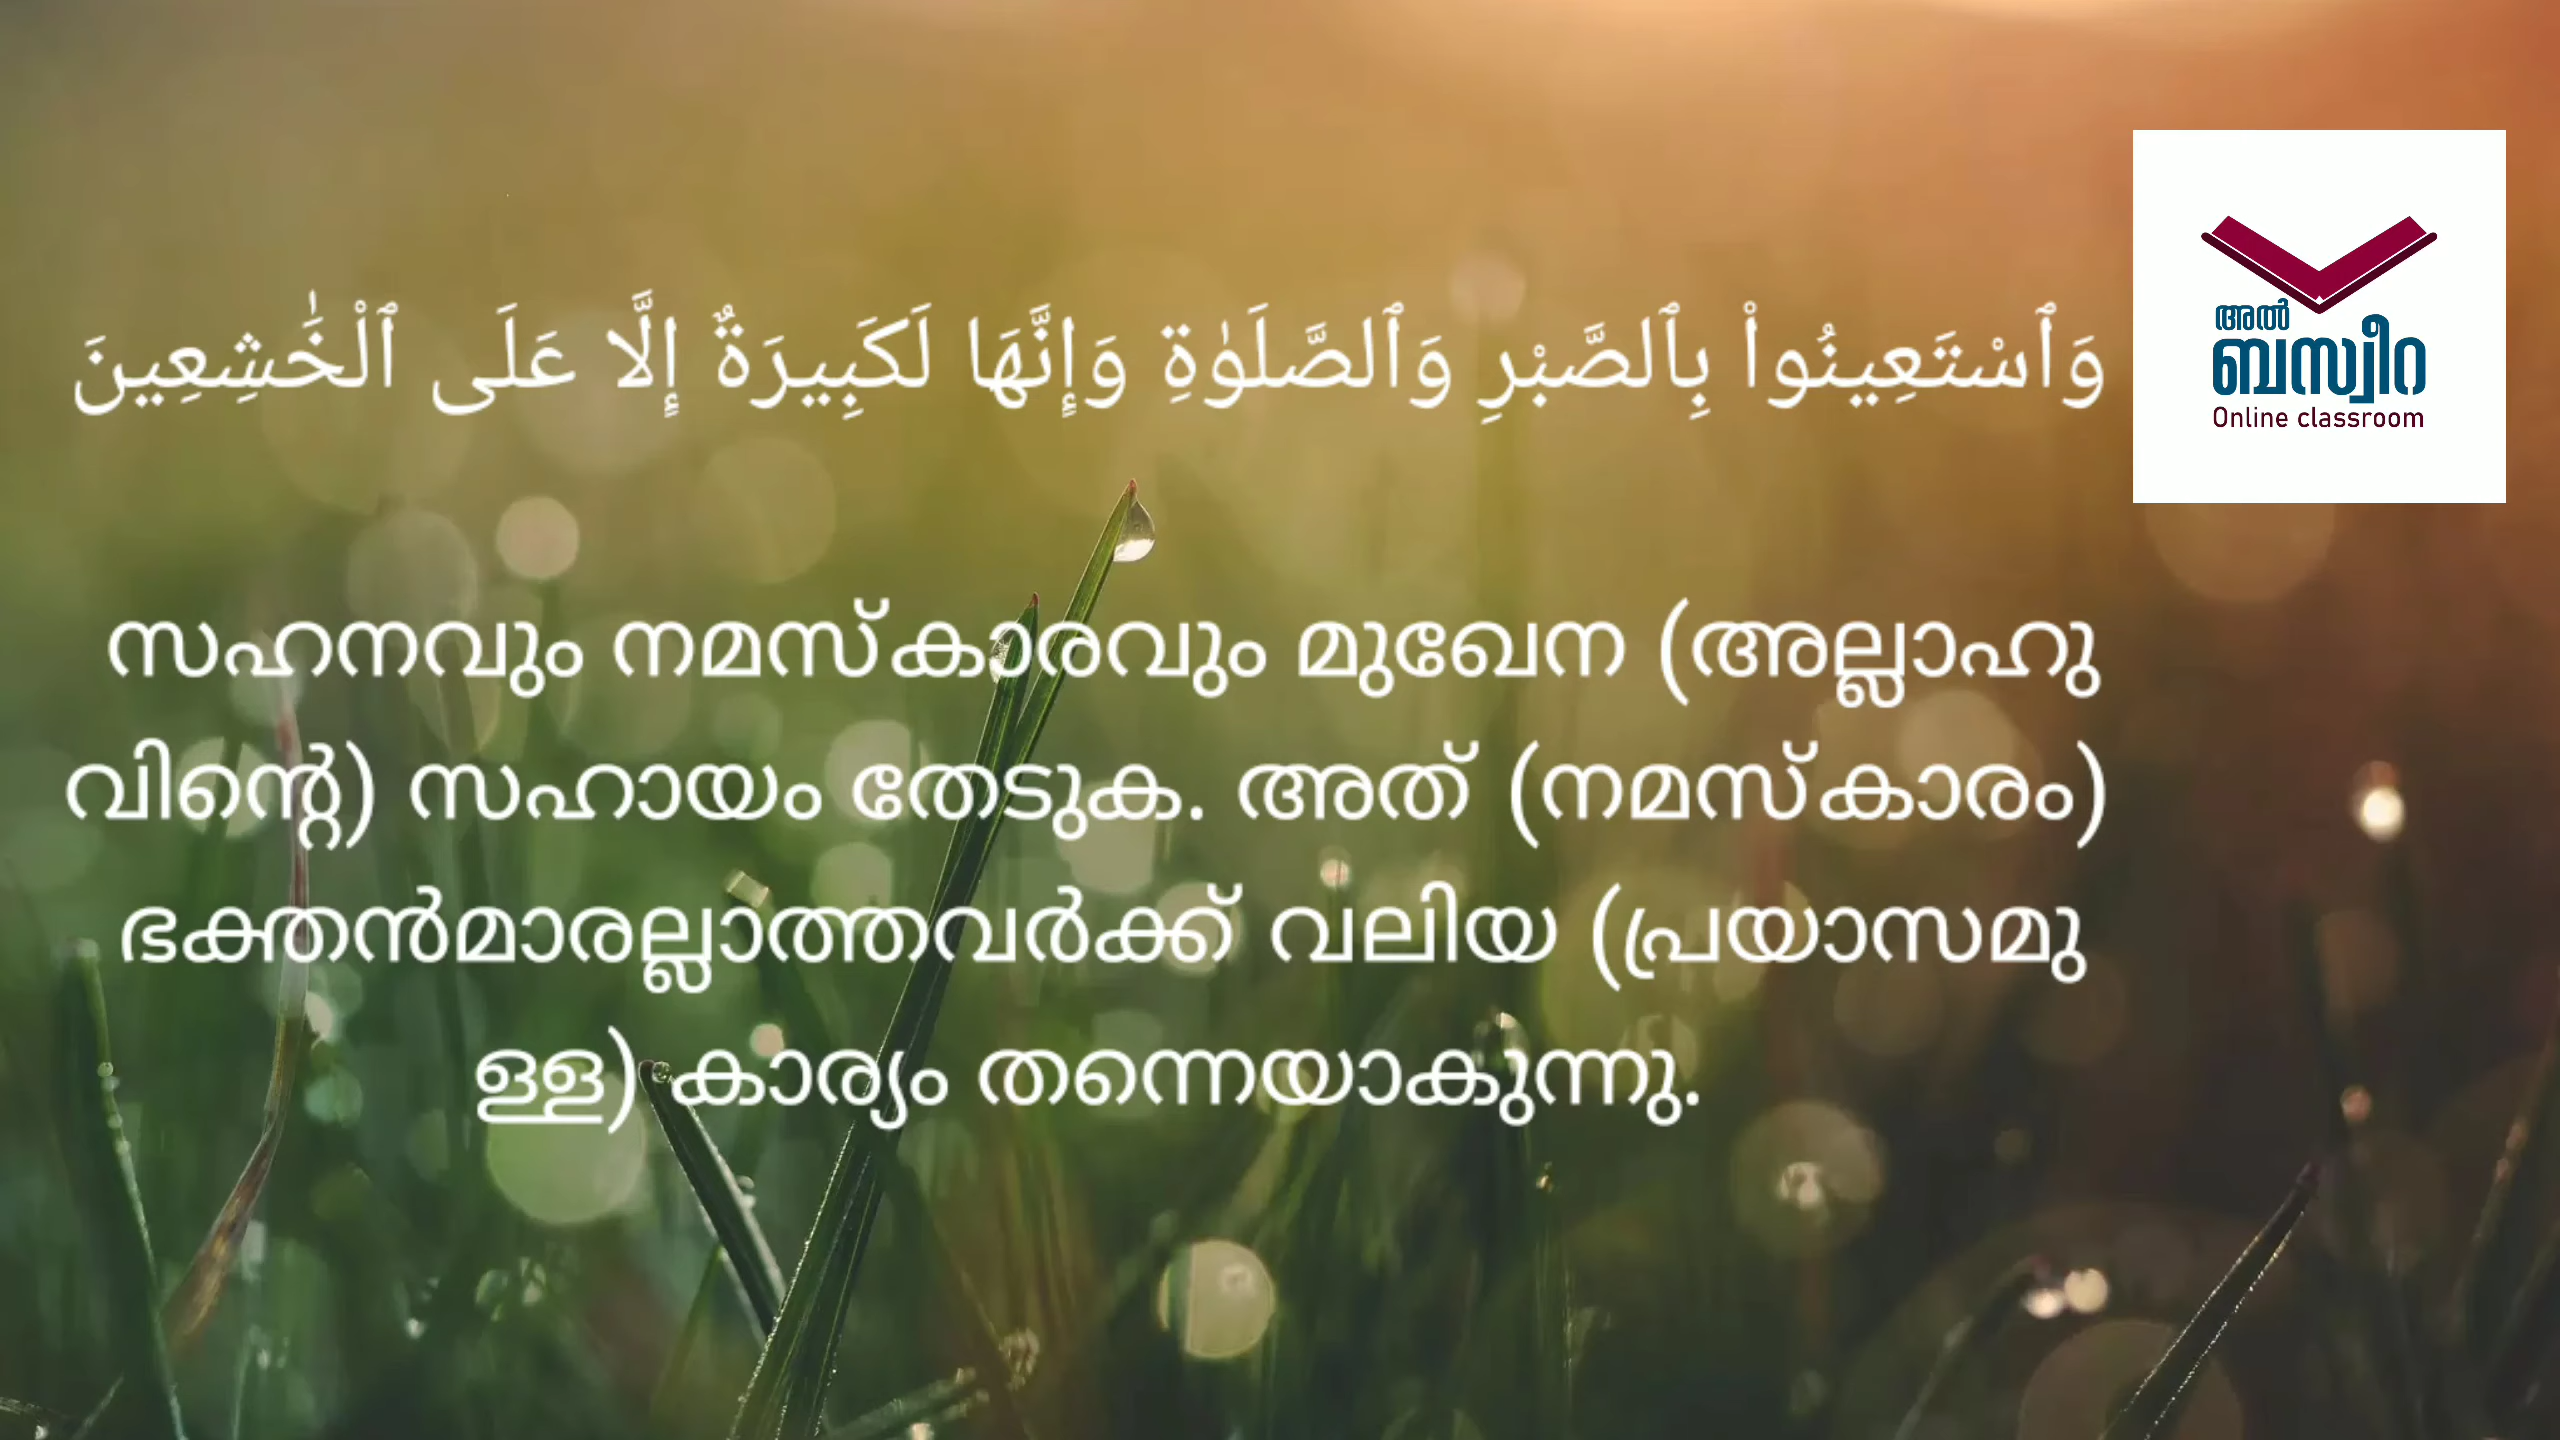 وَٱسْتَعِينُوا۟ بِٱلصَّبْرِ وَٱلصَّلَوٰةِ وَإِنَّهَا لَكَبِيرَةٌ إِلَّا عَلَى ٱلْخَٰشِعِينَ
അൽ
ബസ്വീറ
Online classroom
സഹനവും നമസ്കാരവും മുഖേന (അല്ലാഹു
വിന്റെ) സഹായം തേടുക. അത് (നമസ്കാരം)
ഭക്തൻമാരല്ലാത്തവർക്ക് വലിയ (പ്രയാസമു
ള്ള) കാര്യം തന്നെയാകുന്നു.